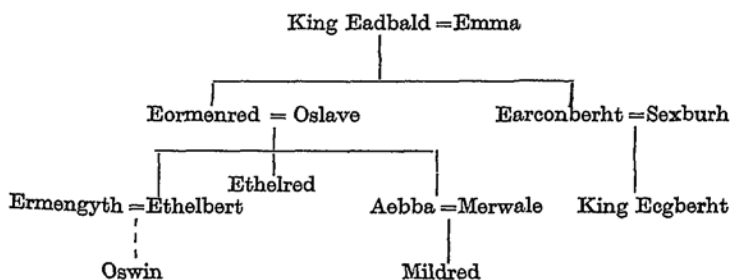 King Eadbald = Emma
Eormenred = Oslave Earconberht = Sexburh
Ethelred
Ermengyth = Ethelbert Aebba = Merwale King Ecgberht
Oswin Mildred